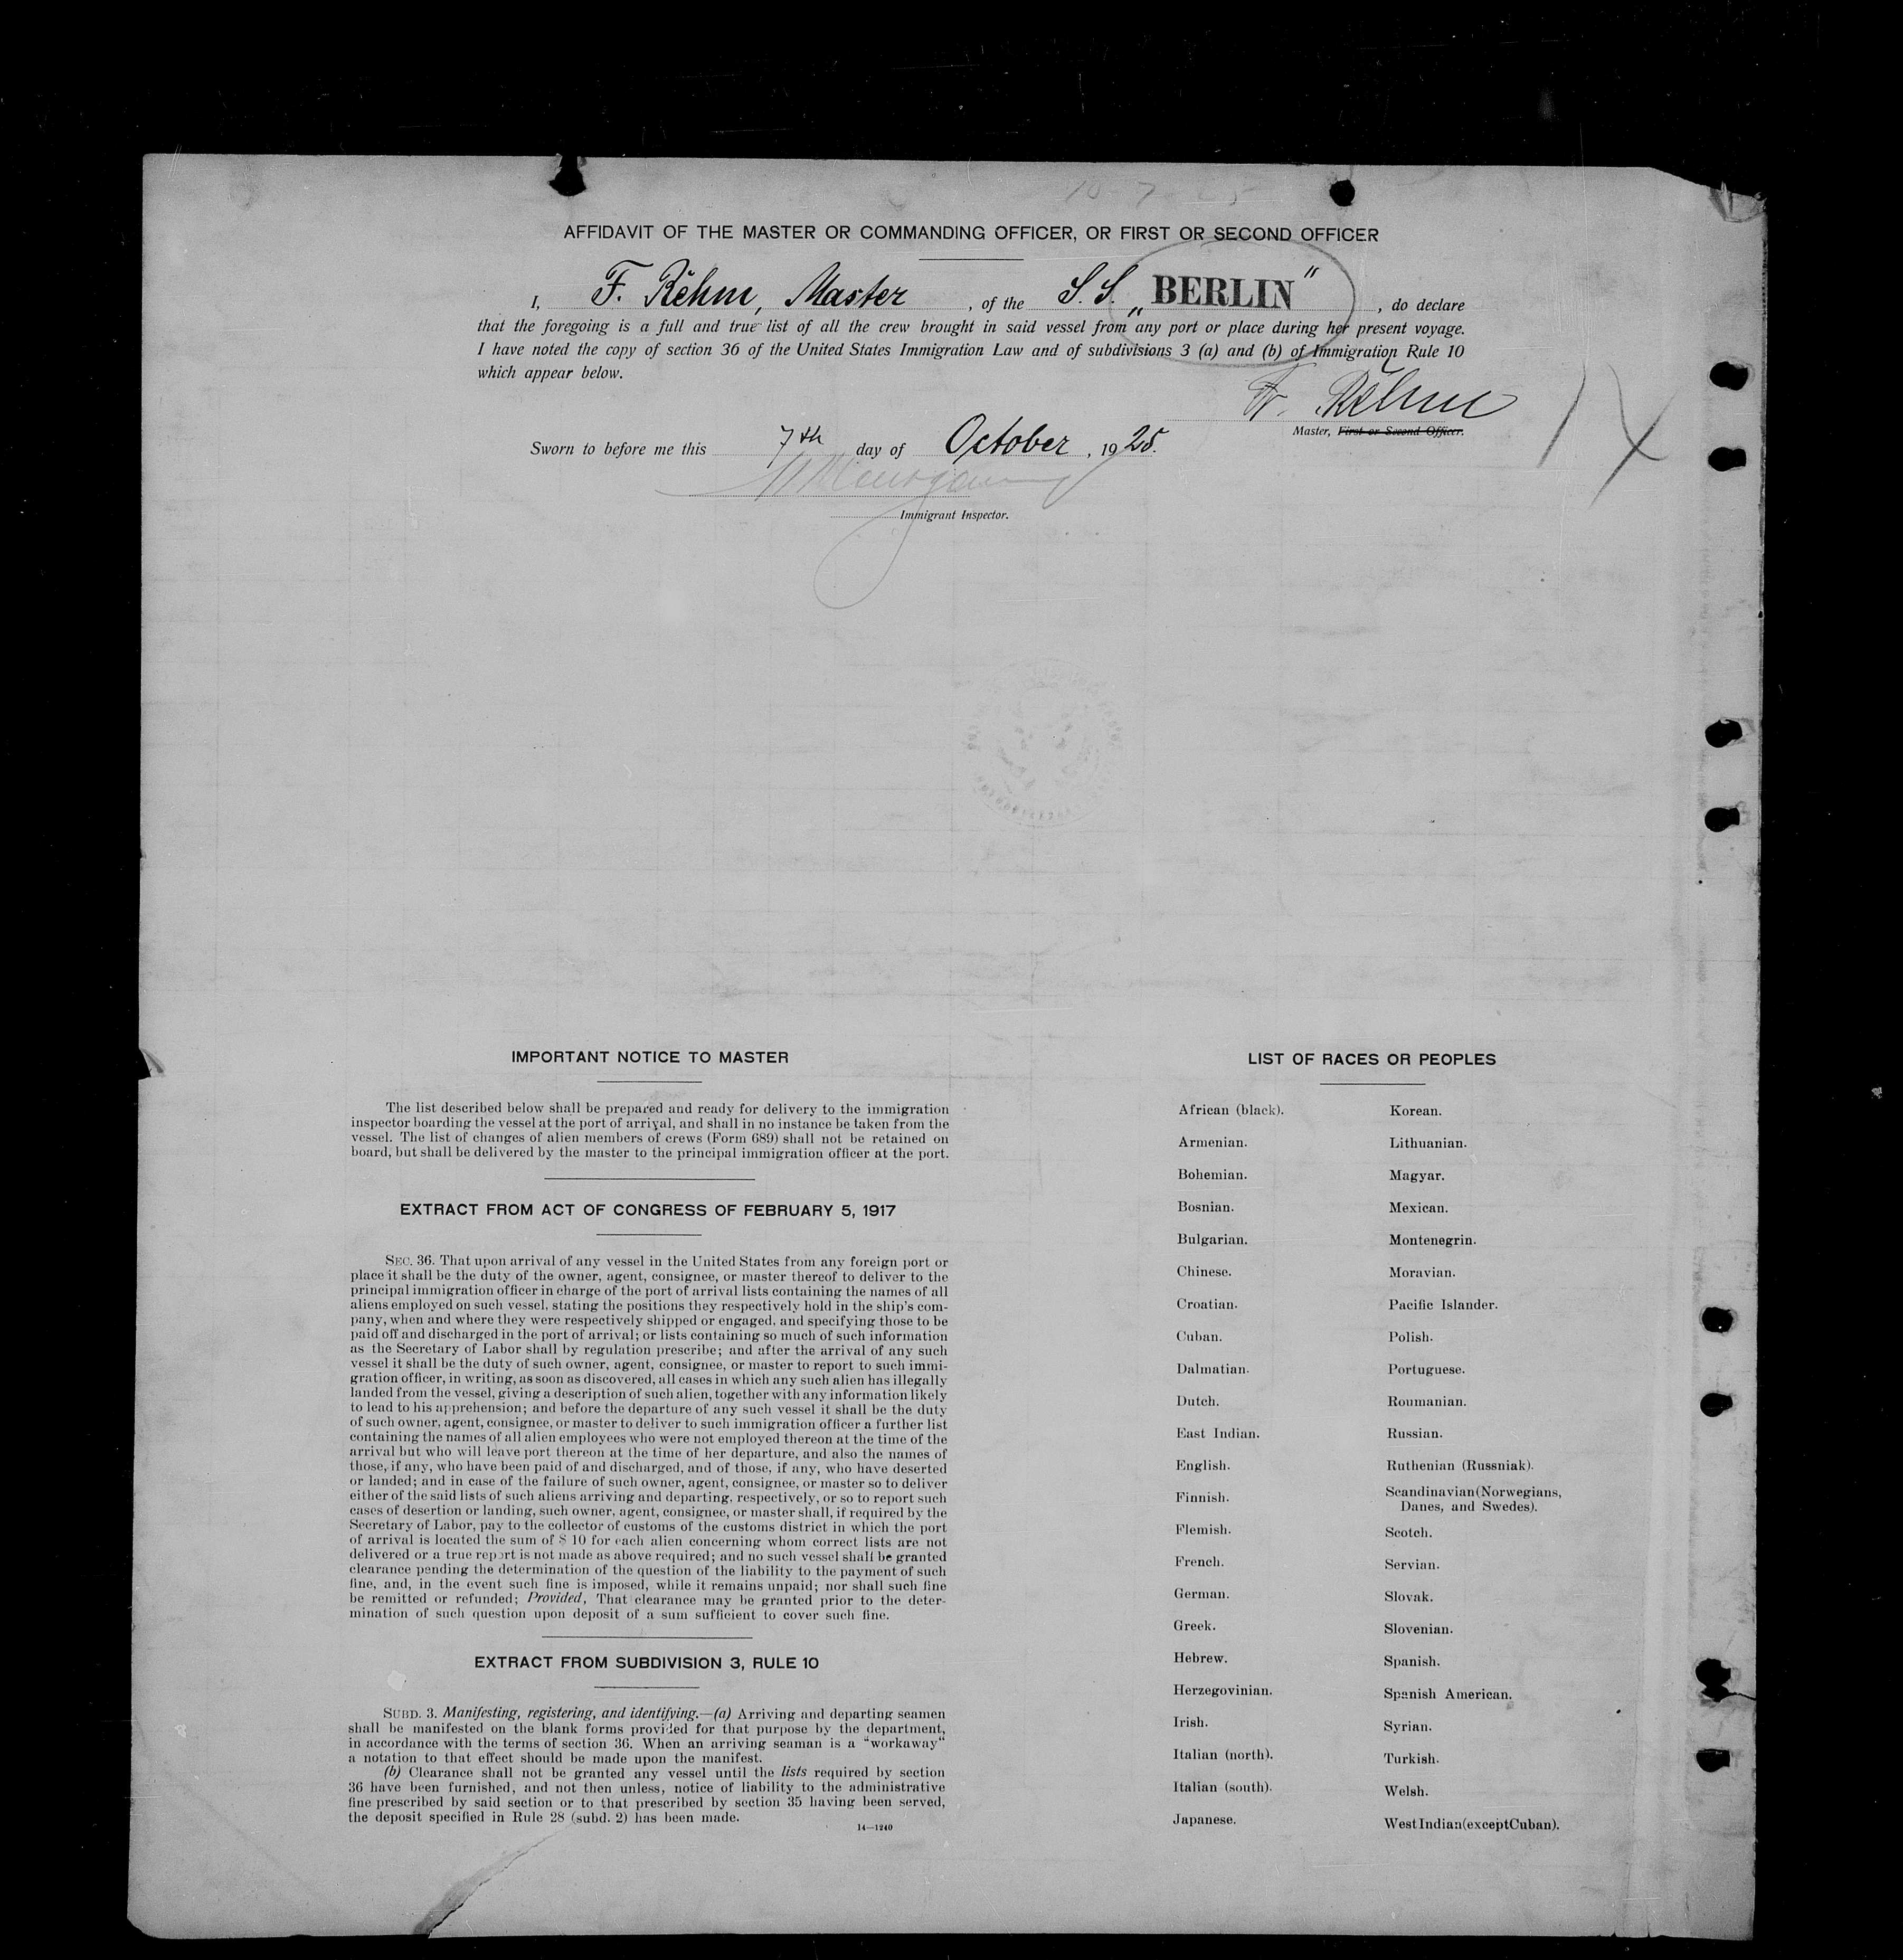 10-7-25
AFFIDAVIT OF THE MASTER OR COMMANDING OFFICER, OR FIRST OR SECOND OFFICER
I, F. Rehm, Master, of the S. S. „BERLIN", do declare
that the foregoing is a full and true list of all the crew brought in said vessel from any port or place during her present voyage.
I have noted the copy of section 36 of the United States Immigration Law and of subdivisions 3 (a) and (b) of Immigration Rule 10
which appear below.
F. Rehm
Master, First or Second Officer.
Sworn to before me this 7th day of October, 1925.
Immigrant Inspector.
14
IMPORTANT NOTICE TO MASTER
The list described below shall be prepared and ready for delivery to the immigration
inspector boarding the vessel at the port of arrival, and shall in no instance be taken from the
vessel. The list of changes of alien members of crews (Form 689) shall not be retained on
board, but shall be delivered by the master to the principal immigration officer at the port.
EXTRACT FROM ACT OF CONGRESS OF FEBRUARY 5, 1917
SEC. 36. That upon arrival of any vessel in the United States from any foreign port or
place it shall be the duty of the owner, agent, consignee, or master thereof to deliver to the
principal immigration officer in charge of the port of arrival lists containing the names of all
aliens employed on such vessel, stating the positions they respectively hold in the ship's com-
pany, when and where they were respectively shipped or engaged, and specifying those to be
paid off and discharged in the port of arrival; or lists containing so much of such information
as the Secretary of Labor shall by regulation prescribe; and after the arrival of any such
vessel it shall be the duty of such owner, agent, consignee, or master to report to such immi-
gration officer, in writing, as soon as discovered, all cases in which any such alien has illegally
landed from the vessel, giving a description of such alien, together with any information likely
to lead to his apprehension; and before the departure of any such vessel it shall be the duty
of such owner, agent, consignee, or master to deliver to such immigration officer a further list
containing the names of all alien employees who were not employed thereon at the time of the
arrival but who will leave port thereon at the time of her departure, and also the names of
those, if any, who have been paid of and discharged, and of those, if any, who have deserted
or landed; and in case of the failure of such owner, agent, consignee, or master so to deliver
either of the said lists of such aliens arriving and departing, respectively, or so to report such
cases of desertion or landing, such owner, agent, consignee, or master shall, if required by the
Secretary of Labor, pay to the collector of customs of the customs district in which the port
of arrival is located the sum of $ 10 for each alien concerning whom correct lists are not
delivered or a true report is not made as above required; and no such vessel shall be granted
clearance pending the determination of the question of the liability to the payment of such
fine, and, in the event such fine is imposed, while it remains unpaid; nor shall such fine
be remitted or refunded; Provided, That clearance may be granted prior to the deter-
mination of such question upon deposit of a sum sufficient to cover such fine.
EXTRACT FROM SUBDIVISION 3, RULE 10
SUBD. 3. Manifesting, registering, and identifying.—(a) Arriving and departing seamen
shall be manifested on the blank forms provided for that purpose by the department,
in accordance with the terms of section 36. When an arriving seaman is a "workaway"
a notation to that effect should be made upon the manifest.
(b) Clearance shall not be granted any vessel until the lists required by section
36 have been furnished, and not then unless, notice of liability to the administrative
fine prescribed by said section or to that prescribed by section 35 having been served,
the deposit specified in Rule 28 (subd. 2) has been made.
14—1240
LIST OF RACES OR PEOPLES
African (black).
Armenian.
Bohemian.
Bosnian.
Bulgarian.
Chinese.
Croatian.
Cuban.
Dalmatian.
Dutch.
East Indian.
English.
Finnish.
Flemish.
French.
German.
Greek.
Hebrew.
Herzegovinian.
Irish.
Italian (north).
Italian (south).
Japanese.
Korean.
Lithuanian.
Magyar.
Mexican.
Montenegrin.
Moravian.
Pacific Islander.
Polish.
Portuguese.
Roumanian.
Russian.
Ruthenian (Russniak).
Scandinavian(Norwegians,
Danes, and Swedes).
Scotch.
Servian.
Slovak.
Slovenian.
Spanish.
Spanish American.
Syrian.
Turkish.
Welsh.
West Indian(except Cuban).